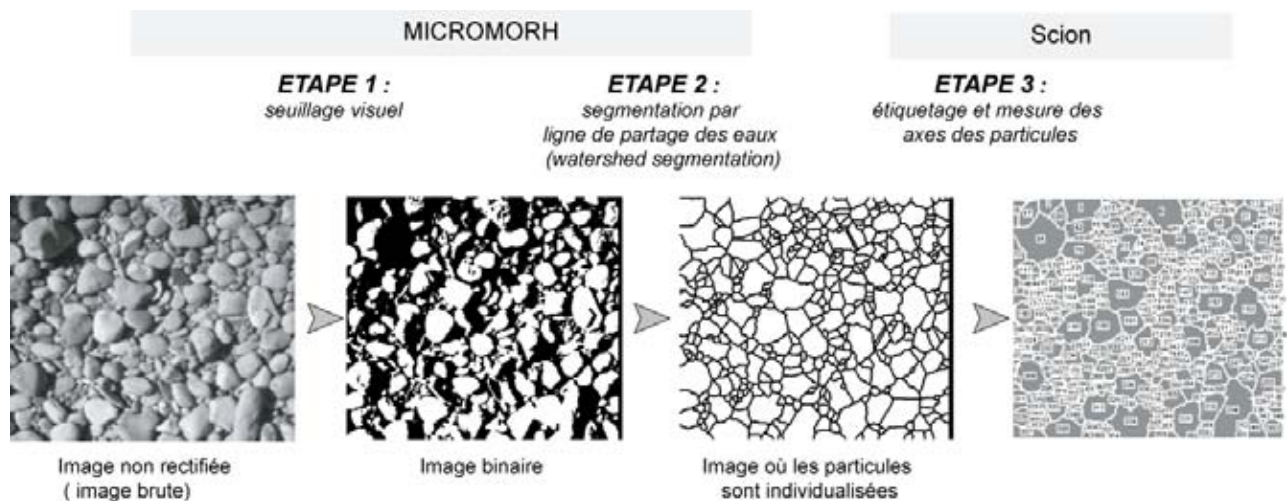 MICROMORH
Scion
ETAPE 1 :
seuillage visuel
ETAPE 2 :
segmentation par
ligne de partage des eaux
(watershed segmentation)
ETAPE 3 :
étiquetage et mesure des
axes des particules
Image non rectifiée
( image brute)
Image binaire
Image où les particules
sont individualisées